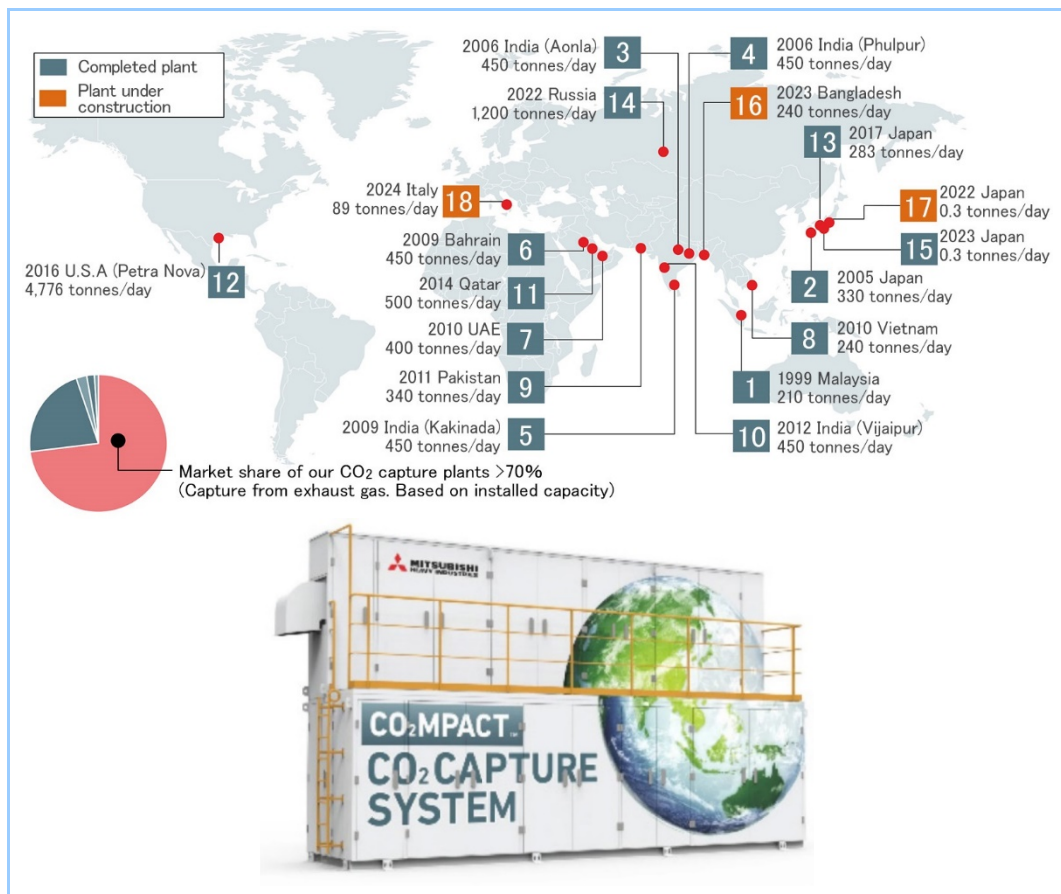 Completed plant
Plant under
construction
2006 India (Aonla)
450 tonnes/day
3
4
2006 India (Phulpur)
450 tonnes/day
2022 Russia
1,200 tonnes/day
14
16
2023 Bangladesh
240 tonnes/day
13
2017 Japan
283 tonnes/day
2024 Italy
89 tonnes/day
18
17
2022 Japan
0.3 tonnes/day
2009 Bahrain
450 tonnes/day
6
15
2023 Japan
0.3 tonnes/day
2016 U.S.A (Petra Nova)
4,776 tonnes/day
12
2014 Qatar
500 tonnes/day
11
2
2005 Japan
330 tonnes/day
2010 UAE
400 tonnes/day
7
8
2010 Vietnam
240 tonnes/day
2011 Pakistan
340 tonnes/day
9
1
1999 Malaysia
210 tonnes/day
2009 India (Kakinada)
450 tonnes/day
5
10
2012 India (Vijaipur)
450 tonnes/day
Market share of our CO₂ capture plants >70%
(Capture from exhaust gas. Based on installed capacity)
MITSUBISHI
HEAVY INDUSTRIES
CO₂MPACT™
CO₂ CAPTURE
SYSTEM